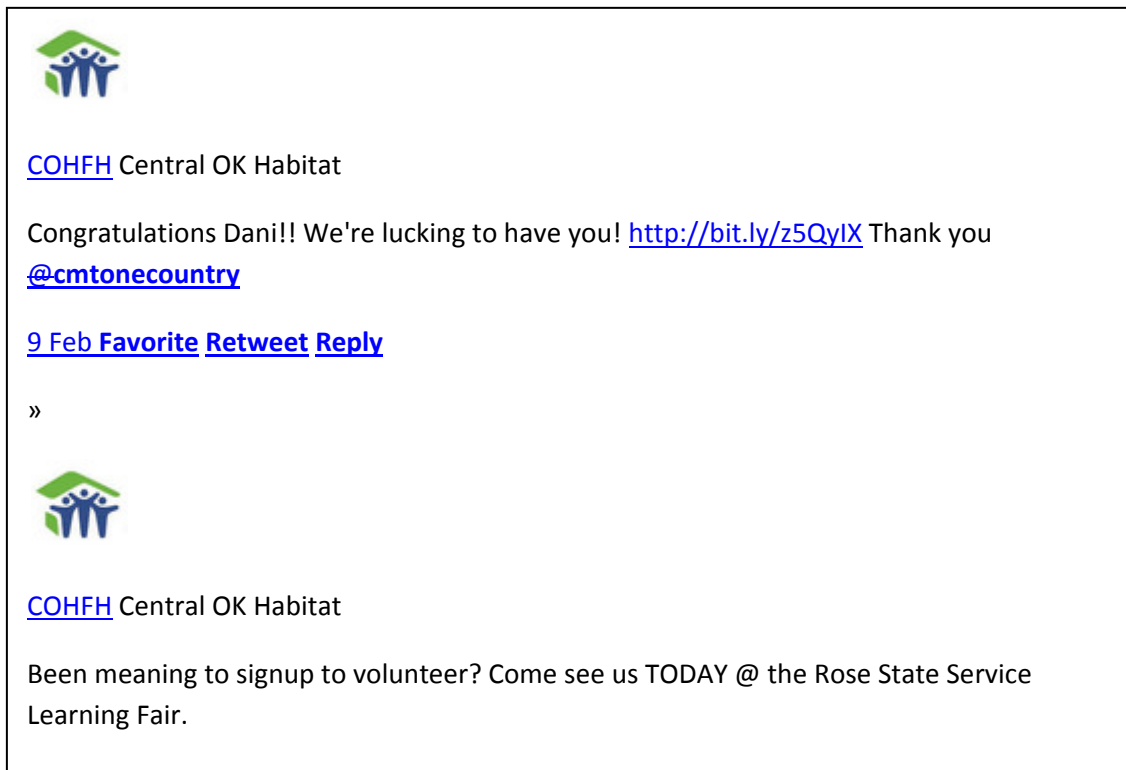 COHFH Central OK Habitat
Congratulations Dani!! We're lucking to have you! http://bit.ly/z5QyIX Thank you
@cmtonecountry
9 Feb Favorite Retweet Reply
»
COHFH Central OK Habitat
Been meaning to signup to volunteer? Come see us TODAY @ the Rose State Service
Learning Fair.